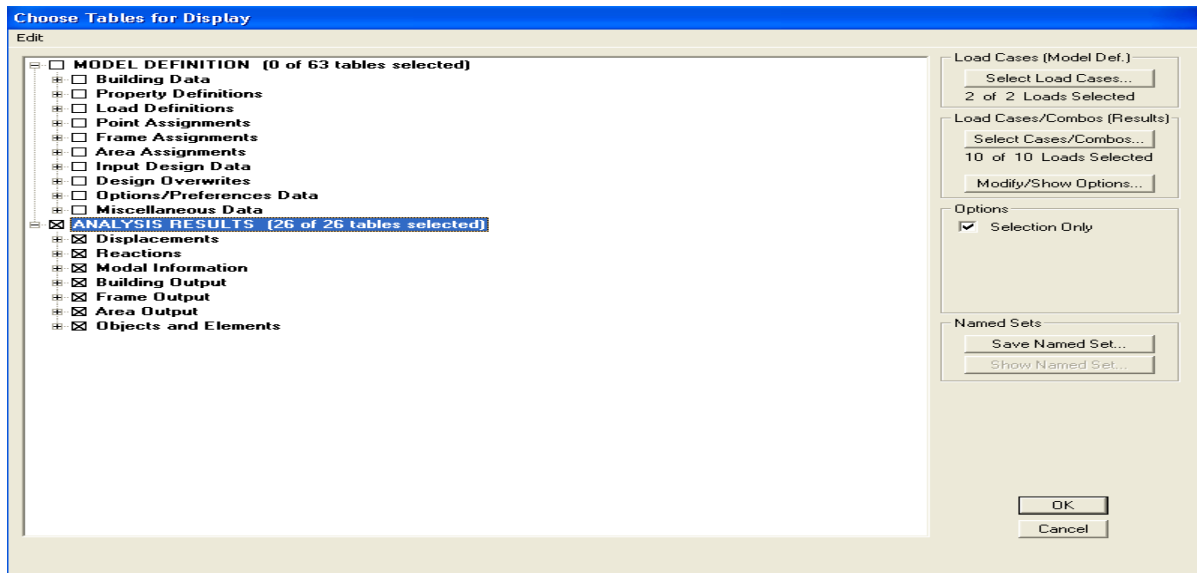 Choose Tables for Display
Edit
MODEL DEFINITION (0 of 63 tables selected)
Building Data
Property Definitions
Load Definitions
Point Assignments
Frame Assignments
Area Assignments
Input Design Data
Design Overwrites
Options/Preferences Data
Miscellaneous Data
ANALYSIS RESULTS (26 of 26 tables selected)
Displacements
Reactions
Modal Information
Building Output
Frame Output
Area Output
Objects and Elements
Load Cases (Model Def.)
Select Load Cases...
2 of 2 Loads Selected
Load Cases/Combos (Results)
Select Cases/Combos...
10 of 10 Loads Selected
Modify/Show Options...
Options
Selection Only
Named Sets
Save Named Set...
Show Named Set...
OK
Cancel